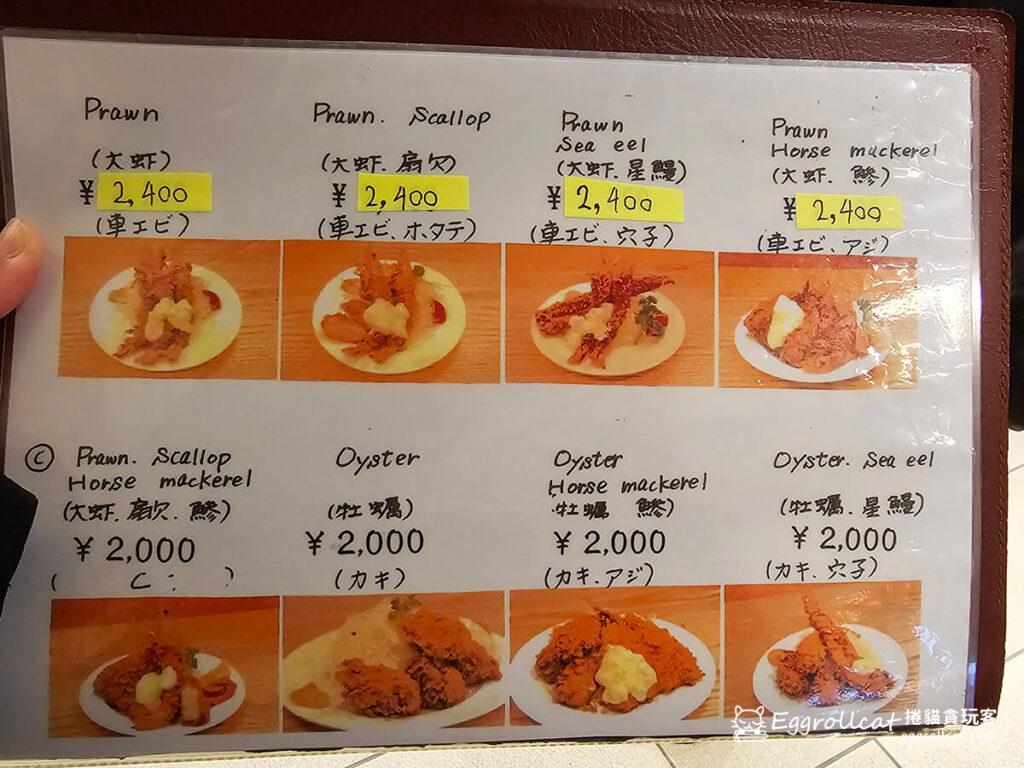 Prawn
(大虾)
¥ 2,400
(車エビ)
Prawn. Scallop
(大虾.扇贝)
¥ 2,400
(車エビ、ホタテ)
Prawn
Sea eel
(大虾.星鰻)
¥ 2,400
(車エビ、穴子)
Prawn
Horse mackerel
(大虾. 鰺)
¥ 2,400
(車エビ、アジ)
Ⓒ Prawn. Scallop
Horse mackerel
(大虾.扇贝. 鰺)
¥ 2,000
( C: )
Oyster
(牡蠣)
¥ 2,000
(カキ)
Oyster
Horse mackerel
(牡蠣 鰺)
¥ 2,000
(カキ、アジ)
Oyster. Sea eel
(牡蠣. 星鰻)
¥ 2,000
(カキ、穴子)
Eggrollcat 捲貓貪玩客